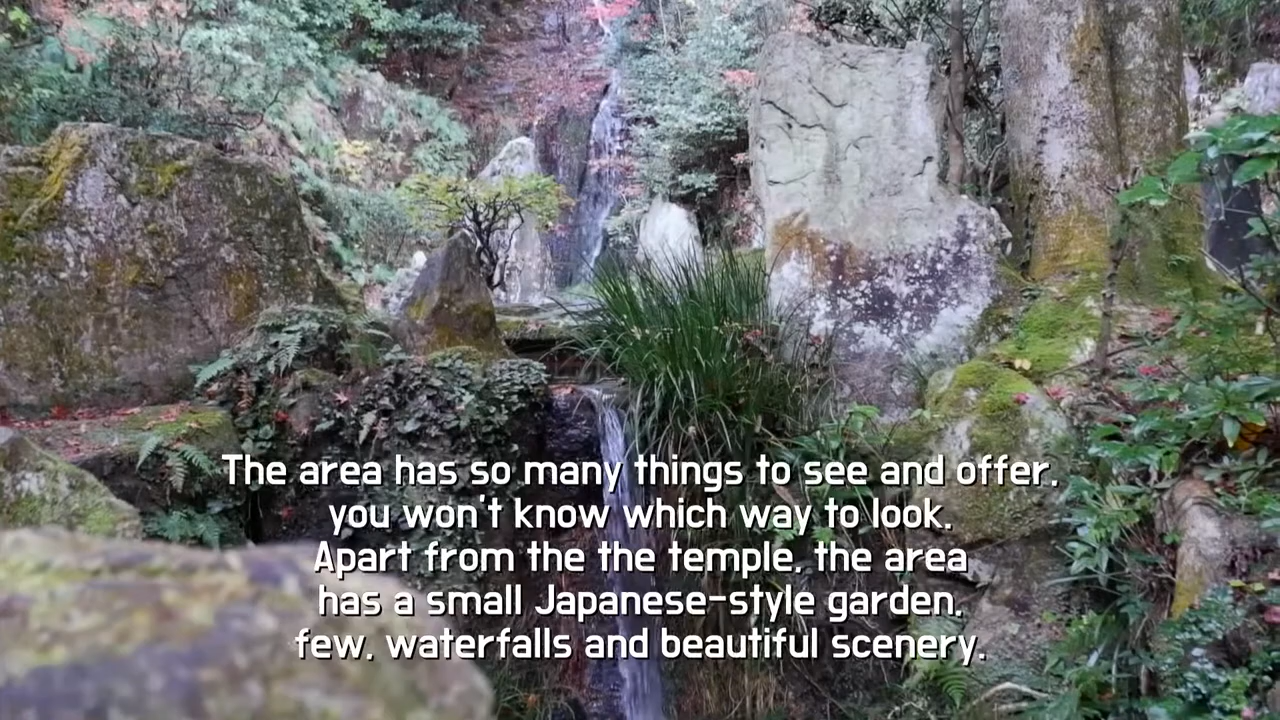 The area has so many things to see and offer,
you won't know which way to look.
Apart from the the temple, the area
has a small Japanese-style garden,
few, waterfalls and beautiful scenery.